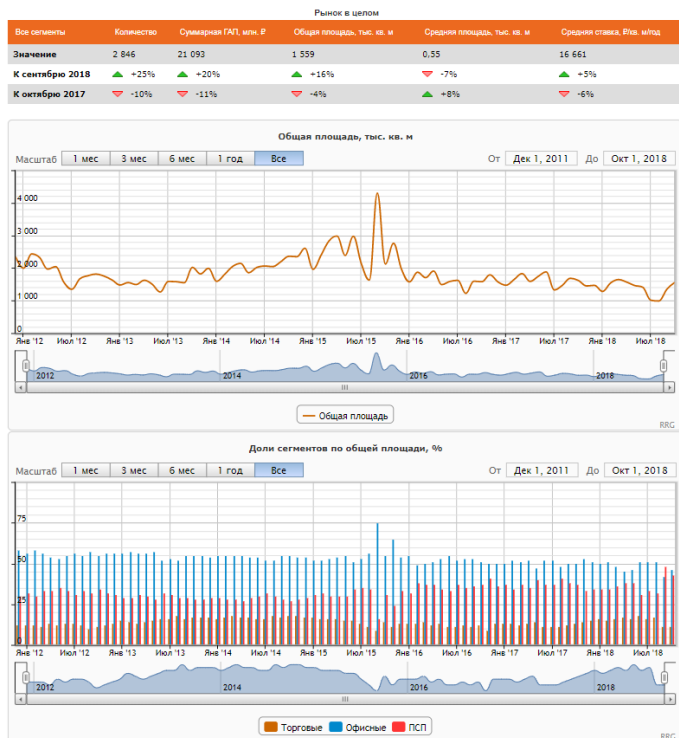 Рынок в целом
Все сегменты Количество Суммарная ГАП, млн. ₽ Общая площадь, тыс. кв. м Средняя площадь, тыс. кв. м Средняя ставка, ₽/кв. м/год
Значение 2 846 21 093 1 559 0,55 16 661
К сентябрю 2018 +25% +20% +16% -7% +5%
К октябрю 2017 -10% -11% -4% +8% -6%
Общая площадь, тыс. кв. м
Масштаб 1 мес 3 мес 6 мес 1 год Все От Дек 1, 2011 До Окт 1, 2018
4 000
3 000
2 000
1 000
0
Янв '12 Июл '12 Янв '13 Июл '13 Янв '14 Июл '14 Янв '15 Июл '15 Янв '16 Июл '16 Янв '17 Июл '17 Янв '18 Июл '18
2012 2014 2016 2018
Общая площадь
RRG
Доли сегментов по общей площади, %
Масштаб 1 мес 3 мес 6 мес 1 год Все От Дек 1, 2011 До Окт 1, 2018
75
50
25
0
Янв '12 Июл '12 Янв '13 Июл '13 Янв '14 Июл '14 Янв '15 Июл '15 Янв '16 Июл '16 Янв '17 Июл '17 Янв '18 Июл '18
2012 2014 2016 2018
Торговые Офисные ПСП
RRG